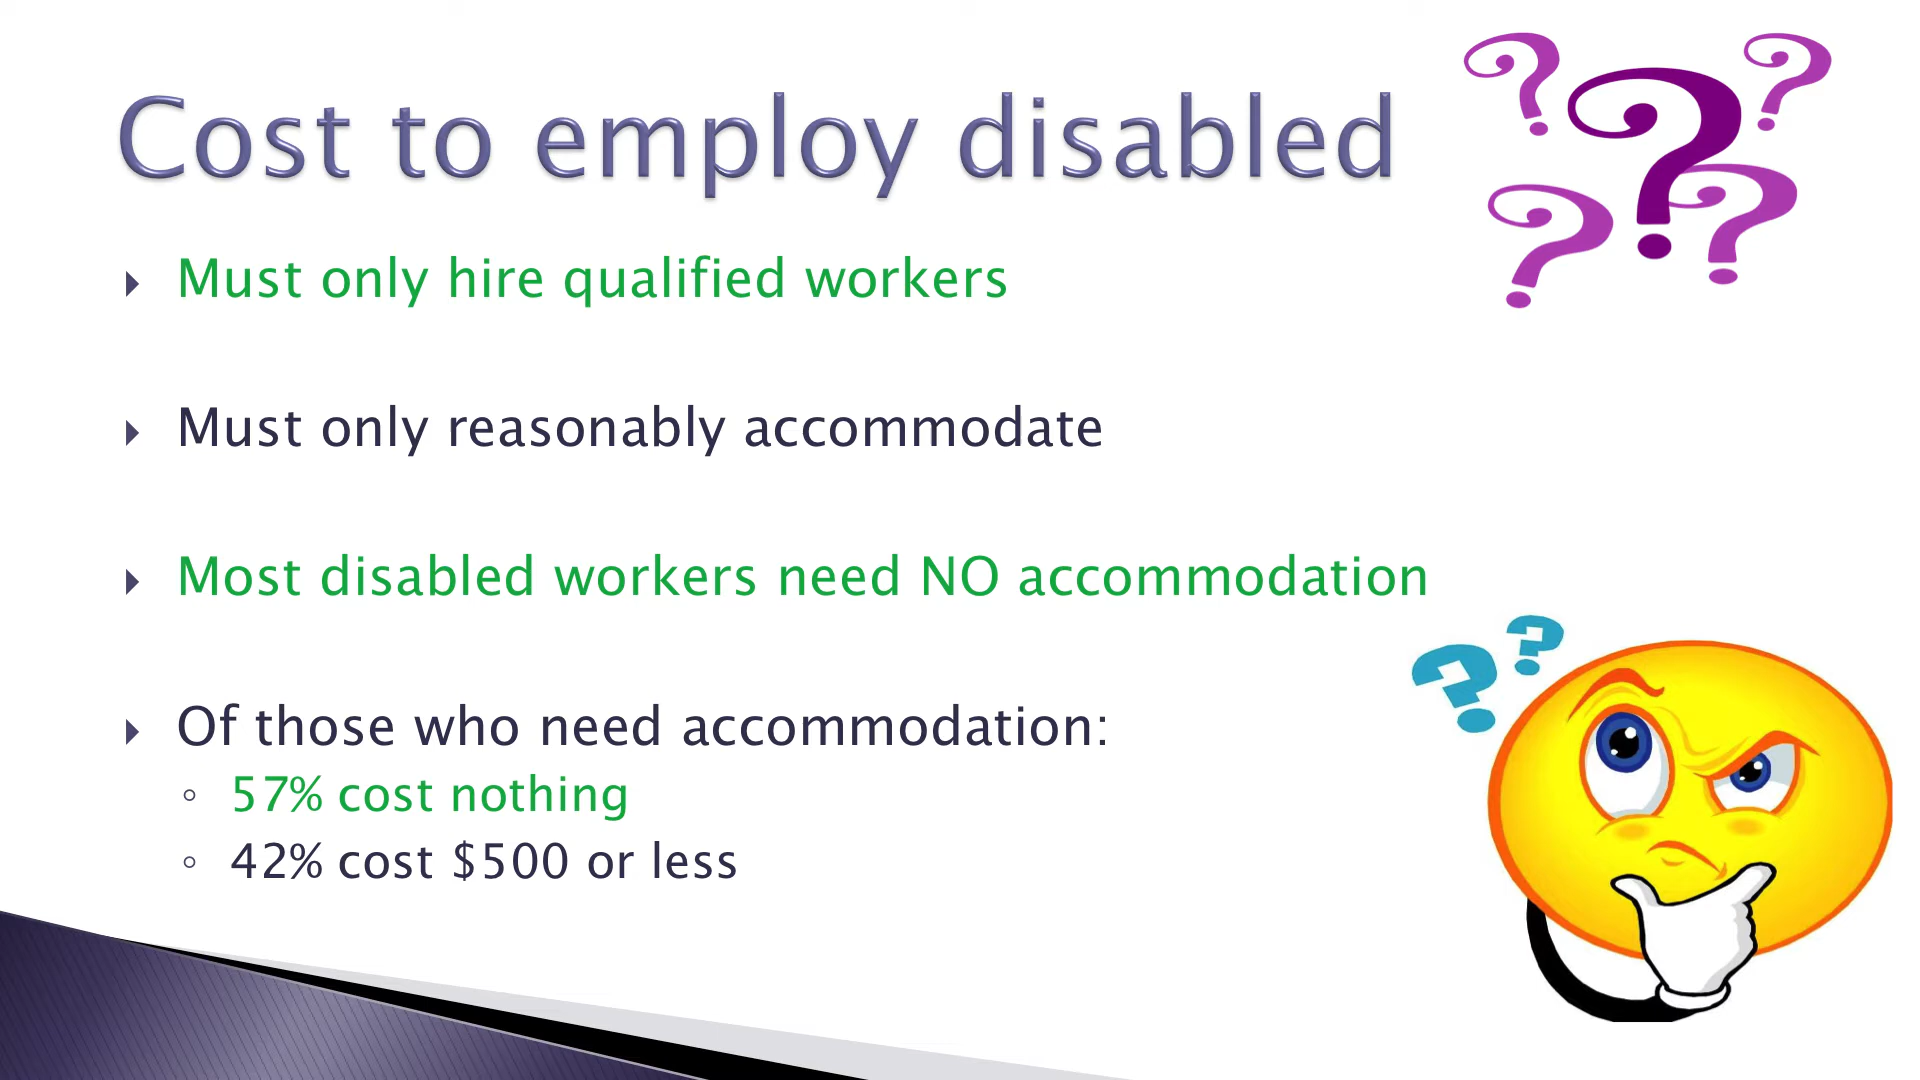 Cost to employ disabled
Must only hire qualified workers
Must only reasonably accommodate
Most disabled workers need NO accommodation
Of those who need accommodation:
57% cost nothing
42% cost $500 or less